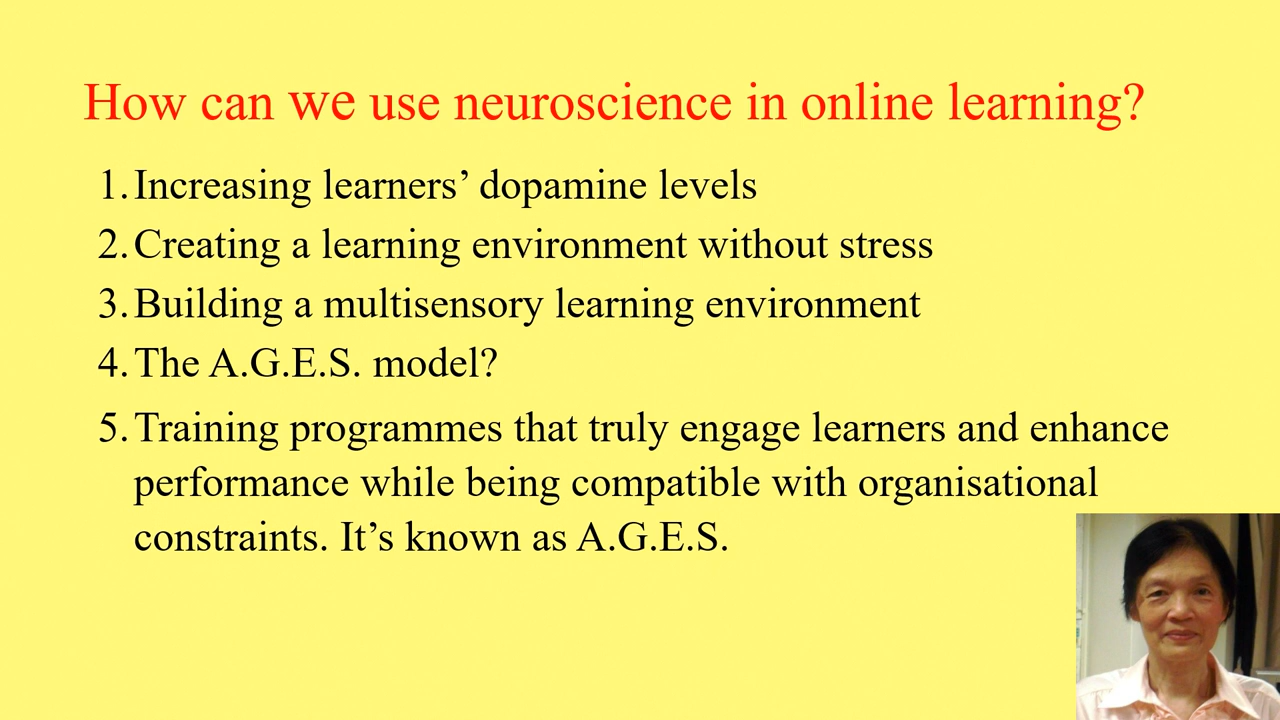 How can we use neuroscience in online learning?
1. Increasing learners’ dopamine levels
2. Creating a learning environment without stress
3. Building a multisensory learning environment
4. The A.G.E.S. model?
5. Training programmes that truly engage learners and enhance
performance while being compatible with organisational
constraints. It’s known as A.G.E.S.